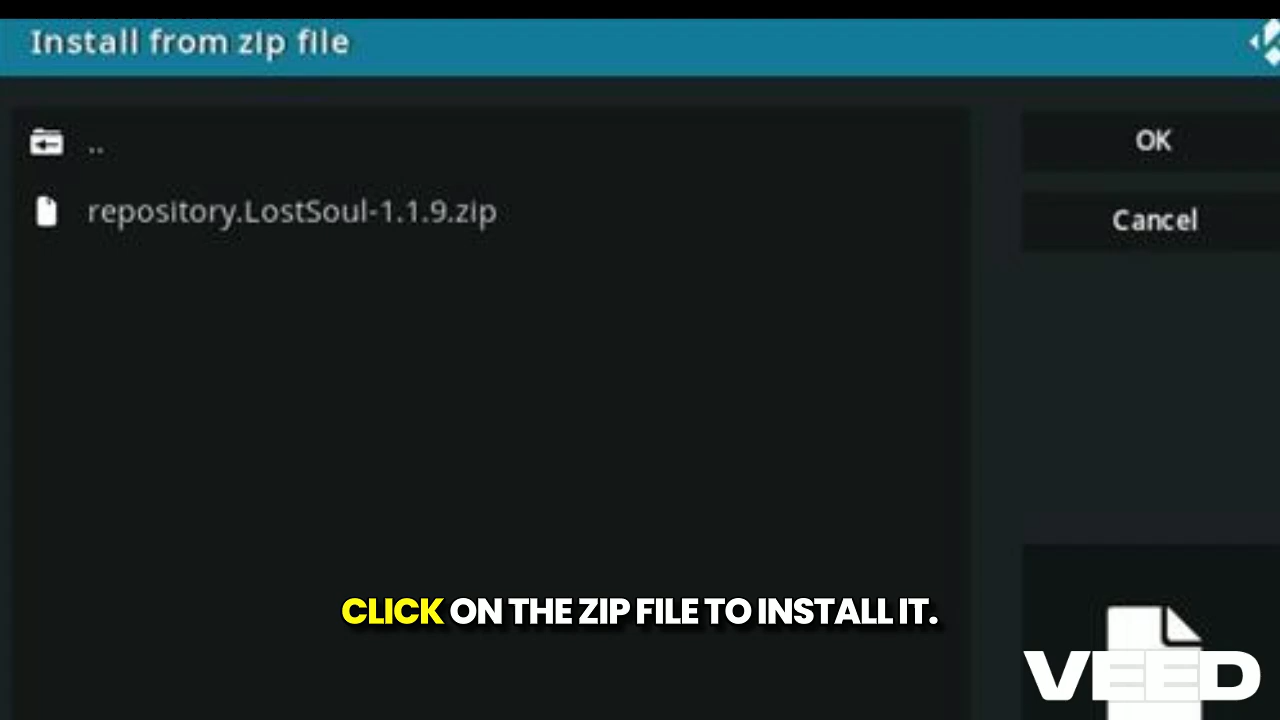 Install from zip file
..
OK
repository.LostSoul-1.1.9.zip
Cancel
CLICK ON THE ZIP FILE TO INSTALL IT.
VEED